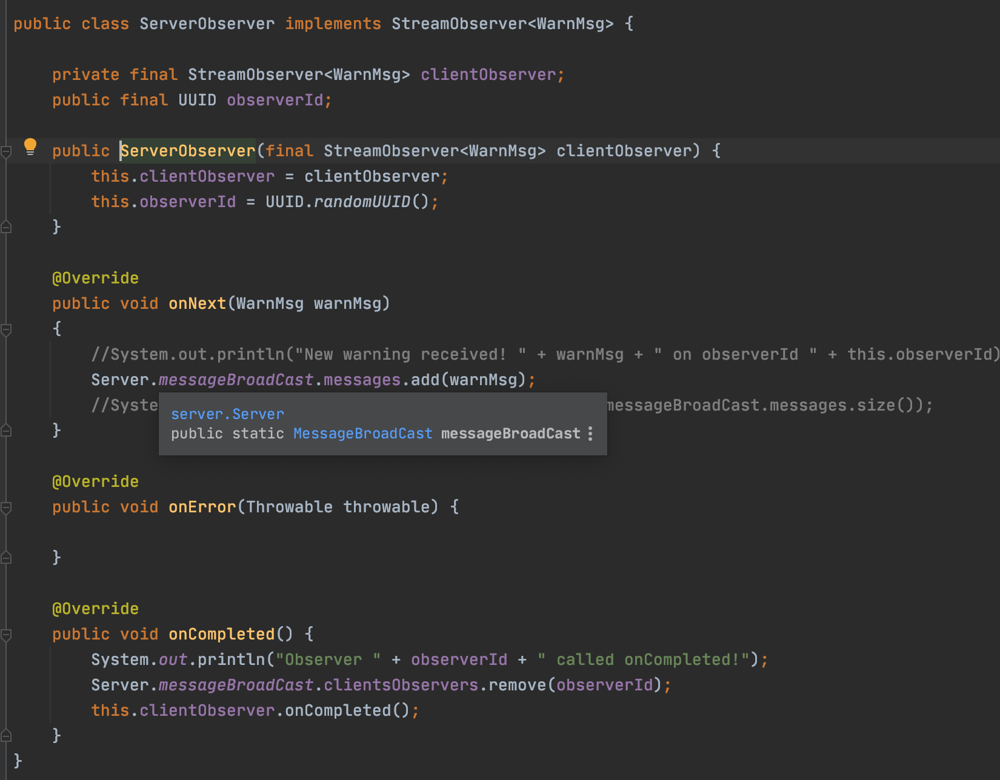 public class ServerObserver implements StreamObserver<WarnMsg> {
private final StreamObserver<WarnMsg> clientObserver;
public final UUID observerId;
public ServerObserver(final StreamObserver<WarnMsg> clientObserver) {
this.clientObserver = clientObserver;
this.observerId = UUID.randomUUID();
}
@Override
public void onNext(WarnMsg warnMsg)
{
//System.out.println("New warning received! " + warnMsg + " on observerId " + this.observerId)
Server.messageBroadCast.messages.add(warnMsg);
//Syste messageBroadCast.messages.size());
server.Server
public static MessageBroadCast messageBroadCast
}
@Override
public void onError(Throwable throwable) {
}
@Override
public void onCompleted() {
System.out.println("Observer " + observerId + " called onCompleted!");
Server.messageBroadCast.clientsObservers.remove(observerId);
this.clientObserver.onCompleted();
}
}